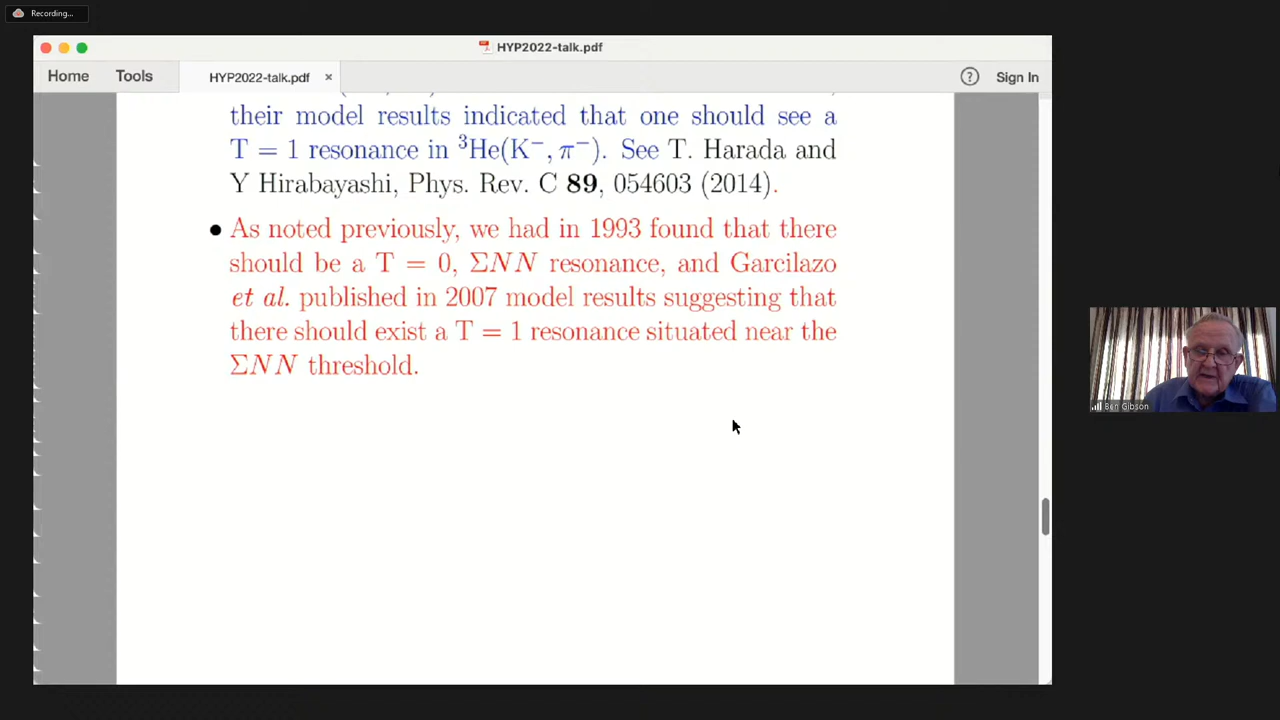 Recording...
HYP2022-talk.pdf
Home Tools HYP2022-talk.pdf × ? Sign In
their model results indicated that one should see a
T = 1 resonance in ³He(K⁻, π⁻). See T. Harada and
Y Hirabayashi, Phys. Rev. C 89, 054603 (2014).
● As noted previously, we had in 1993 found that there
should be a T = 0, ΣNN resonance, and Garcilazo
et al. published in 2007 model results suggesting that
there should exist a T = 1 resonance situated near the
ΣNN threshold.
Ben Gibson